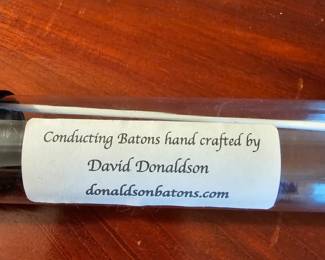 Conducting Batons hand crafted by
David Donaldson
donaldsonbatons.com